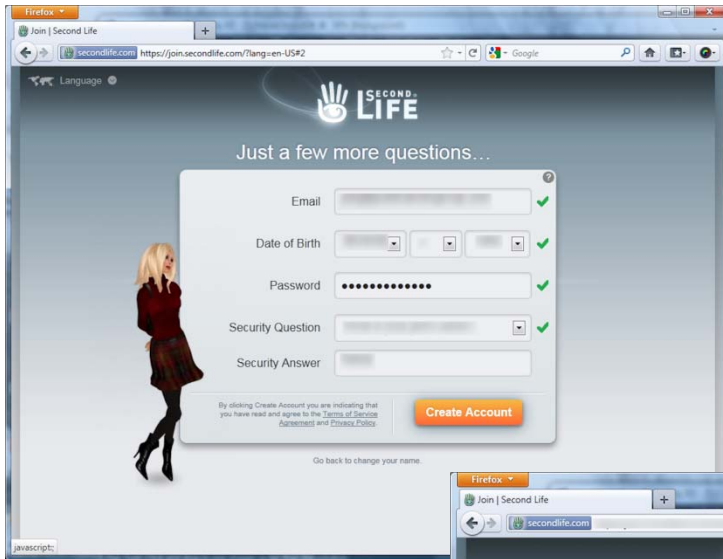 Firefox
Join | Second Life
secondlife.com https://join.secondlife.com/?lang=en-US#2
Google
Language
SECOND
LIFE
Just a few more questions...
Email
Date of Birth
Password
Security Question
Security Answer
By clicking Create Account you are indicating that
you have read and agree to the Terms of Service
Agreement and Privacy Policy.
Create Account
Go back to change your name.
javascript:;
Firefox
Join | Second Life
secondlife.com